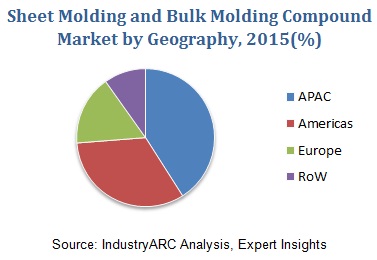 Sheet Molding and Bulk Molding Compound
Market by Geography, 2015(%)
APAC
Americas
Europe
RoW
Source: IndustryARC Analysis, Expert Insights